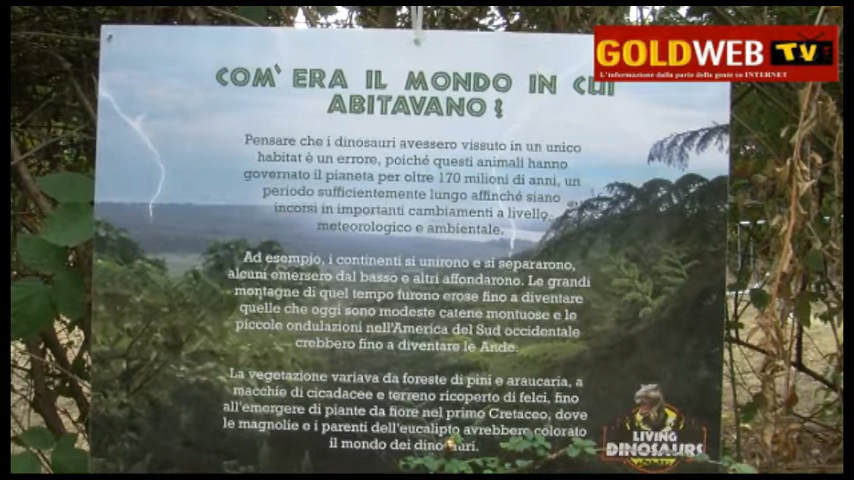 GOLDWEB TV
L'informazione dalla parte della gente su INTERNET
COM' ERA IL MONDO IN CUI
ABITAVANO?
Pensare che i dinosauri avessero vissuto in un unico
habitat è un errore, poiché questi animali hanno
governato il pianeta per oltre 170 milioni di anni, un
periodo sufficientemente lungo affinché siano
incorsi in importanti cambiamenti a livello
meteorologico e ambientale.
Ad esempio, i continenti si unirono e si separarono,
alcuni emersero dal basso e altri affondarono. Le grandi
montagne di quel tempo furono erose fino a diventare
quelle che oggi sono modeste catene montuose e le
piccole ondulazioni nell'America del Sud occidentale
crebbero fino a diventare le Ande.
La vegetazione variava da foreste di pini e araucaria, a
macchie di cicadacee e terreno ricoperto di felci, fino
all'emergere di piante da fiore nel primo Cretaceo, dove
le magnolie e i parenti dell'eucalipto avrebbero colorato
il mondo dei dinosauri.
LIVING
DINOSAURS